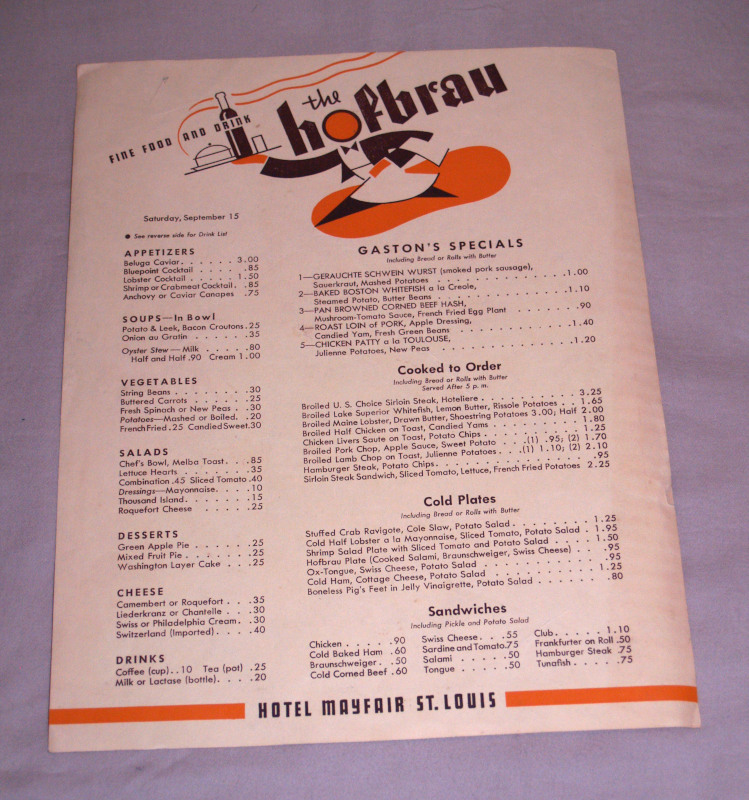 the hofbrau
FINE FOOD AND DRINK
Saturday, September 15
● See reverse side for Drink List
APPETIZERS
Beluga Caviar. . . . . . 3.00
Bluepoint Cocktail . . . . .85
Lobster Cocktail . . . . . 1.50
Shrimp or Crabmeat Cocktail. .85
Anchovy or Caviar Canapes .75
SOUPS—In Bowl
Potato & Leek, Bacon Croutons .25
Onion au Gratin . . . . . .35
Oyster Stew—Milk . . . . .80
Half and Half .90 Cream 1.00
VEGETABLES
String Beans . . . . . . . .30
Buttered Carrots . . . . . .25
Fresh Spinach or New Peas . .30
Potatoes—Mashed or Boiled. .20
French Fried .25 Candied Sweet .30
SALADS
Chef's Bowl, Melba Toast. . . .85
Lettuce Hearts . . . . . . .35
Combination .45 Sliced Tomato .40
Dressings—Mayonnaise. . . . .10
Thousand Island. . . . . . .15
Roquefort Cheese . . . . .25
DESSERTS
Green Apple Pie . . . . . .25
Mixed Fruit Pie . . . . . .25
Washington Layer Cake . . .25
CHEESE
Camembert or Roquefort . . .35
Liederkranz or Chantelle . . .30
Swiss or Philadelphia Cream. .30
Switzerland (Imported). . . .40
DRINKS
Coffee (cup). . .10 Tea (pot) .25
Milk or Lactase (bottle). . . .20
GASTON'S SPECIALS
Including Bread or Rolls with Butter
1—GERAUCHTE SCHWEIN WURST (smoked pork sausage),
Sauerkraut, Mashed Potatoes . . . . . . . . . . . 1.00
2—BAKED BOSTON WHITEFISH a la Creole,
Steamed Potato, Butter Beans . . . . . . . . . . . 1.10
3—PAN BROWNED CORNED BEEF HASH,
Mushroom-Tomato Sauce, French Fried Egg Plant . . . . . . .90
4—ROAST LOIN of PORK, Apple Dressing,
Candied Yam, Fresh Green Beans . . . . . . . . . . 1.40
5—CHICKEN PATTY a la TOULOUSE,
Julienne Potatoes, New Peas . . . . . . . . . . . 1.20
Cooked to Order
Including Bread or Rolls with Butter
Served After 5 p. m.
Broiled U. S. Choice Sirloin Steak, Hoteliere . . . . . . . . 3.25
Broiled Lake Superior Whitefish, Lemon Butter, Rissole Potatoes . . 1.65
Broiled Maine Lobster, Drawn Butter, Shoestring Potatoes 3.00; Half 2.00
Broiled Half Chicken on Toast, Candied Yams . . . . . . . 1.80
Chicken Livers Saute on Toast, Potato Chips . . . . . . . . 1.25
Broiled Pork Chop, Apple Sauce, Sweet Potato . . . (1) .95; (2) 1.70
Broiled Lamb Chop on Toast, Julienne Potatoes. . . (1) 1.10; (2) 2.10
Hamburger Steak, Potato Chips. . . . . . . . . . . . .95
Sirloin Steak Sandwich, Sliced Tomato, Lettuce, French Fried Potatoes 2.25
Cold Plates
Including Bread or Rolls with Butter
Stuffed Crab Ravigote, Cole Slaw, Potato Salad . . . . . . . . 1.25
Cold Half Lobster a la Mayonnaise, Sliced Tomato, Potato Salad . 1.95
Shrimp Salad Plate with Sliced Tomato and Potato Salad . . . . 1.50
Hofbrau Plate (Cooked Salami, Braunschweiger, Swiss Cheese) . . .95
Ox-Tongue, Swiss Cheese, Potato Salad . . . . . . . . . . .95
Cold Ham, Cottage Cheese, Potato Salad . . . . . . . . . 1.25
Boneless Pig's Feet in Jelly Vinaigrette, Potato Salad . . . . . . .80
Sandwiches
Including Pickle and Potato Salad
Chicken . . . . . .90 Swiss Cheese. . .55 Club. . . . . 1.10
Cold Baked Ham .60 Sardine and Tomato .75 Frankfurter on Roll .50
Braunschweiger. .50 Salami . . . . . .50 Hamburger Steak .75
Cold Corned Beef .60 Tongue . . . . . .50 Tunafish. . . . . .75
HOTEL MAYFAIR ST. LOUIS